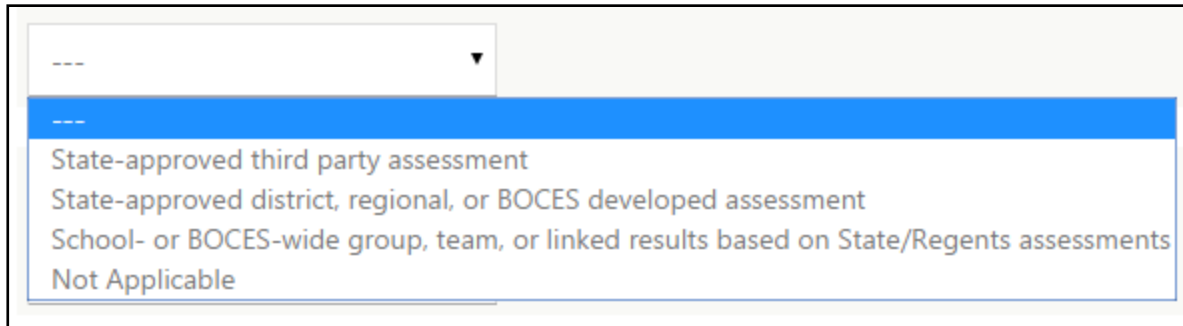 ---
---
State-approved third party assessment
State-approved district, regional, or BOCES developed assessment
School- or BOCES-wide group, team, or linked results based on State/Regents assessments
Not Applicable